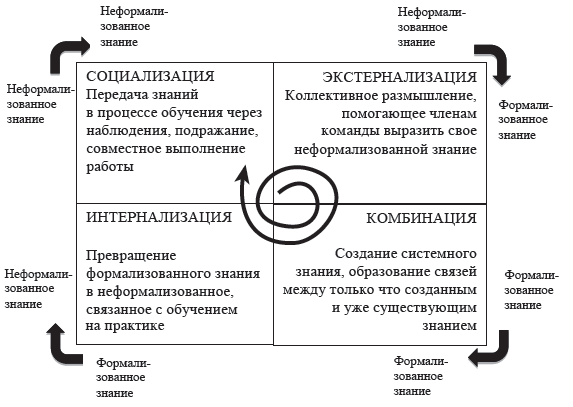 Неформали-
зованное
знание
Неформали-
зованное
знание
Неформали-
зованное
знание
Формали-
зованное
знание
СОЦИАЛИЗАЦИЯ
Передача знаний
в процессе обучения через
наблюдения, подражание,
совместное выполнение
работы
ЭКСТЕРНАЛИЗАЦИЯ
Коллективное размышление,
помогающее членам
команды выразить свое
неформализованной знание
ИНТЕРНАЛИЗАЦИЯ
Превращение
формализованного знания
в неформализованное,
связанное с обучением
на практике
КОМБИНАЦИЯ
Создание системного
знания, образование связей
между только что созданным
и уже существующим
знанием
Неформали-
зованное
знание
Формали-
зованное
знание
Формали-
зованное
знание
Формали-
зованное
знание